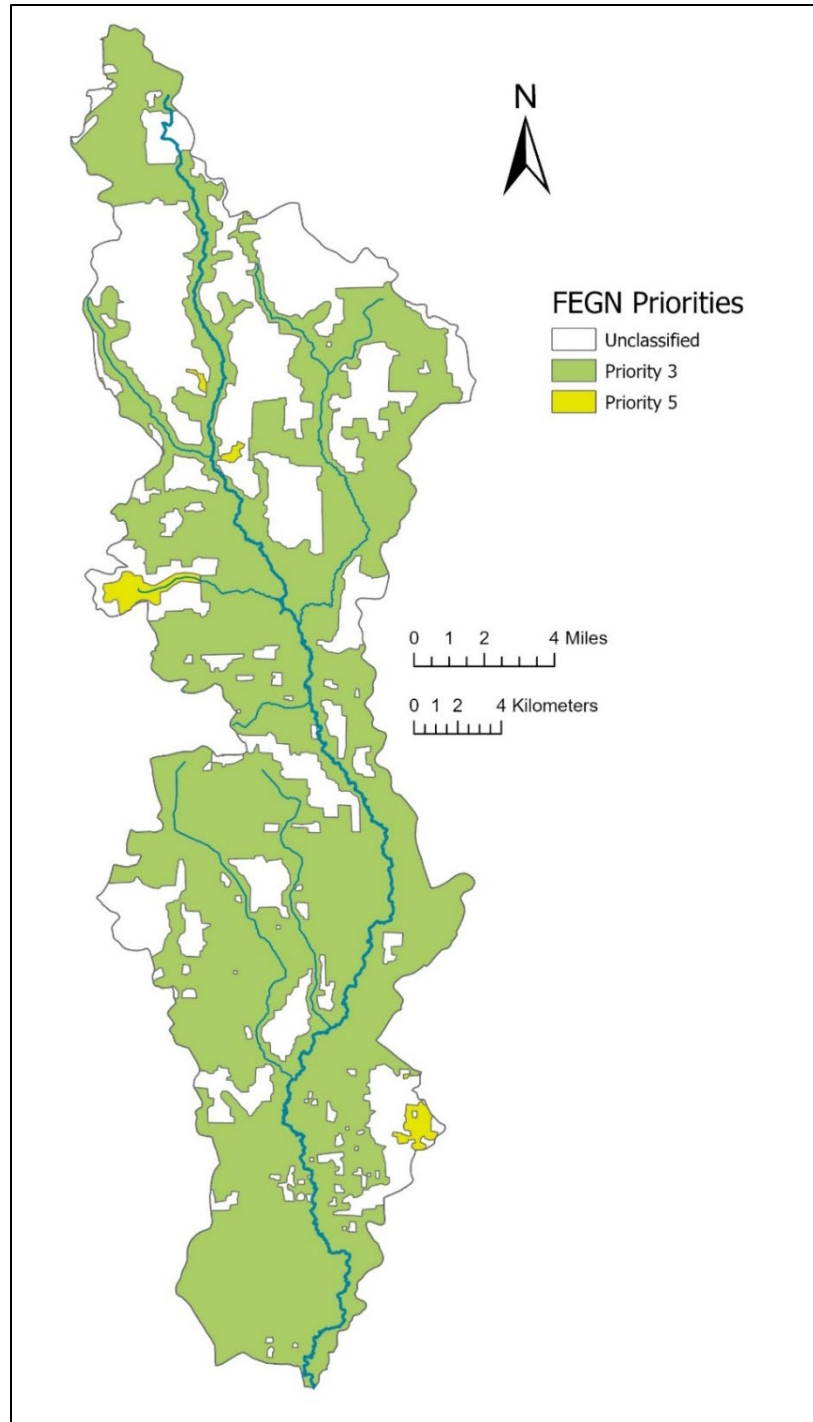 N
FEGN Priorities
Unclassified
Priority 3
Priority 5
0 1 2 4 Miles
0 1 2 4 Kilometers